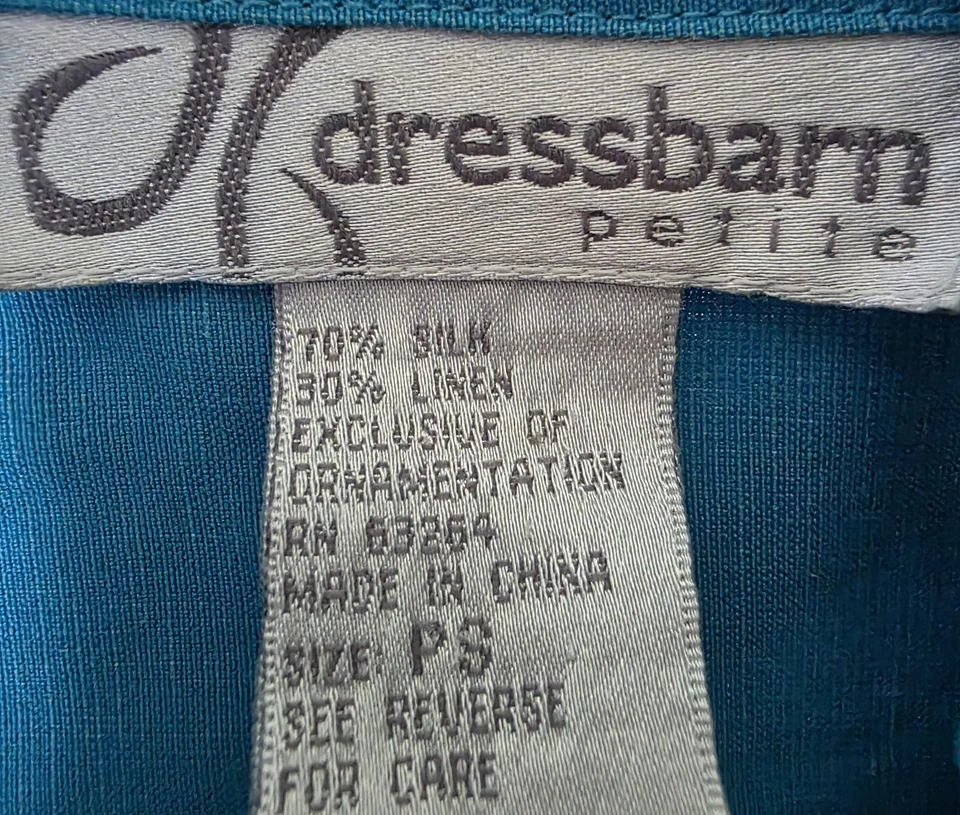 dressbarn
petite
70% SILK
30% LINEN
EXCLUSIVE OF
ORNAMENTATION
RN 63264
MADE IN CHINA
SIZE: PS
SEE REVERSE
FOR CARE